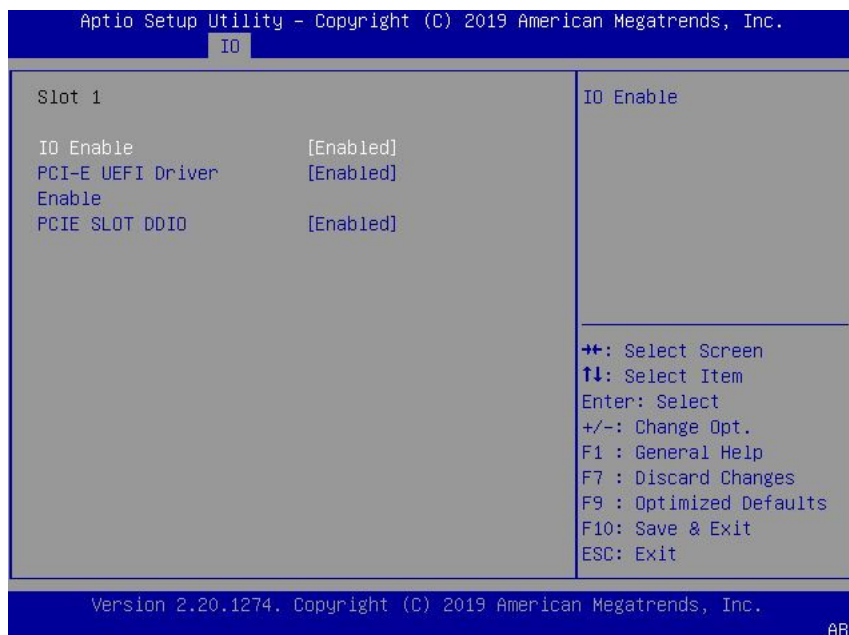 Aptio Setup Utility – Copyright (C) 2019 American Megatrends, Inc.
IO
Slot 1
IO Enable [Enabled]
PCI-E UEFI Driver [Enabled]
Enable
PCIE SLOT DDIO [Enabled]
IO Enable
→←: Select Screen
↑↓: Select Item
Enter: Select
+/-: Change Opt.
F1 : General Help
F7 : Discard Changes
F9 : Optimized Defaults
F10: Save & Exit
ESC: Exit
Version 2.20.1274. Copyright (C) 2019 American Megatrends, Inc.
AB